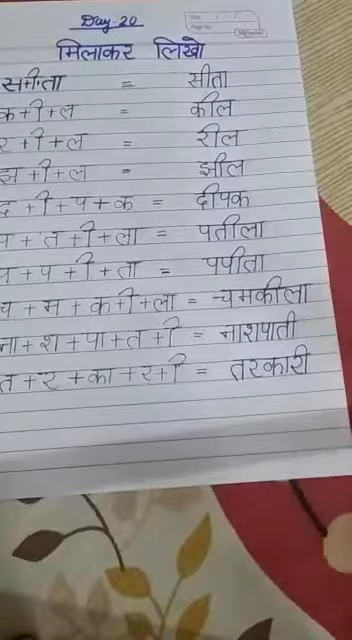 Day-20
मिलाकर लिखो
स+ी+ता = सीता
क+ी+ल = कील
र+ी+ल = रील
झ+ी+ल = झील
द+ी+प+क = दीपक
प+त+ी+ला = पतीला
प+प+ी+ता = पपीता
च+म+क+ी+ला = चमकीला
ना+श+पा+त+ी = नाशपाती
त+र+का+र+ी = तरकारी